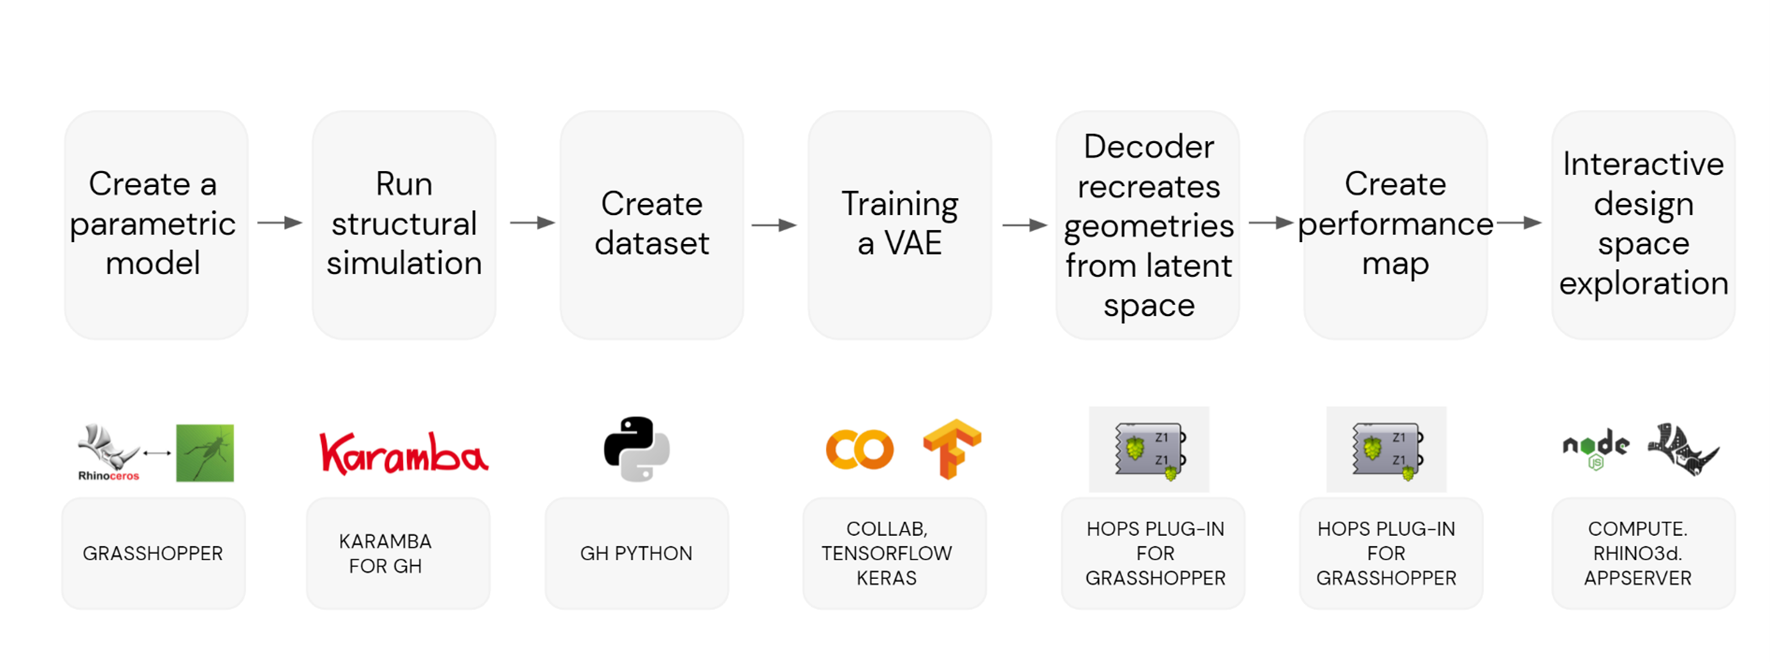 Create a
parametric
model
Run
structural
simulation
Create
dataset
Training
a VAE
Decoder
recreates
geometries
from latent
space
Create
performance
map
Interactive
design
space
exploration
Rhinoceros
Karamba
CO
Z1
Z1
Z1
Z1
node
JS
GRASSHOPPER
KARAMBA
FOR GH
GH PYTHON
COLLAB,
TENSORFLOW
KERAS
HOPS PLUG-IN
FOR
GRASSHOPPER
HOPS PLUG-IN
FOR
GRASSHOPPER
COMPUTE.
RHINO3d.
APPSERVER